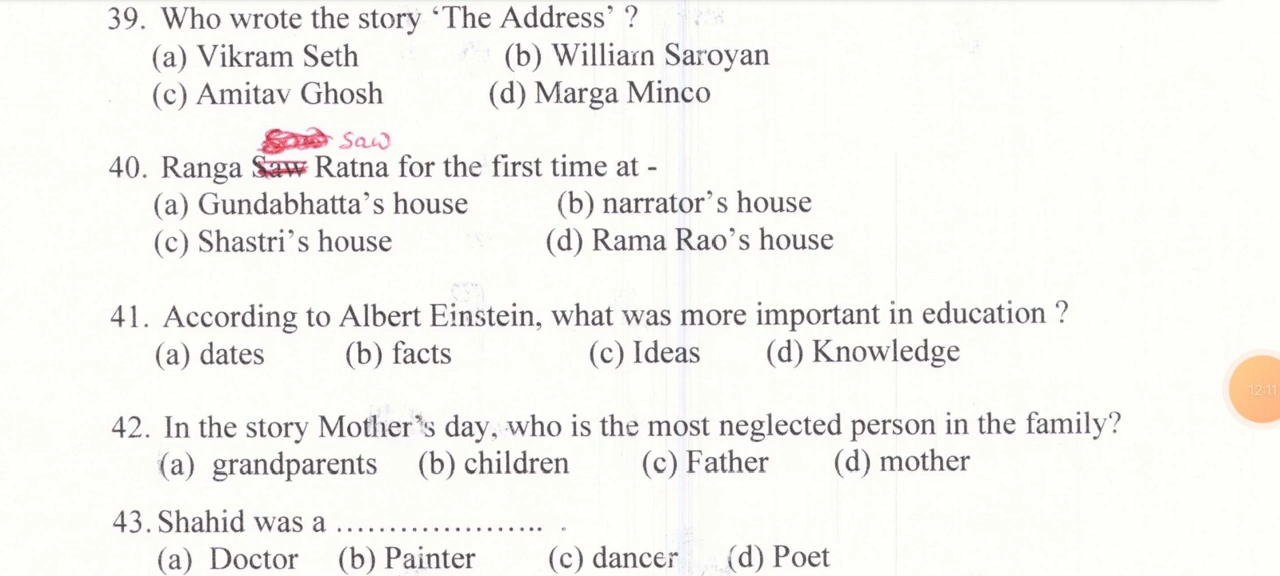 39. Who wrote the story ‘The Address’ ?
(a) Vikram Seth (b) William Saroyan
(c) Amitav Ghosh (d) Marga Minco
Saw
40. Ranga Saw Ratna for the first time at -
(a) Gundabhatta’s house (b) narrator’s house
(c) Shastri’s house (d) Rama Rao’s house
41. According to Albert Einstein, what was more important in education ?
(a) dates (b) facts (c) Ideas (d) Knowledge
12:11
42. In the story Mother’s day, who is the most neglected person in the family?
(a) grandparents (b) children (c) Father (d) mother
43. Shahid was a .................... .
(a) Doctor (b) Painter (c) dancer (d) Poet